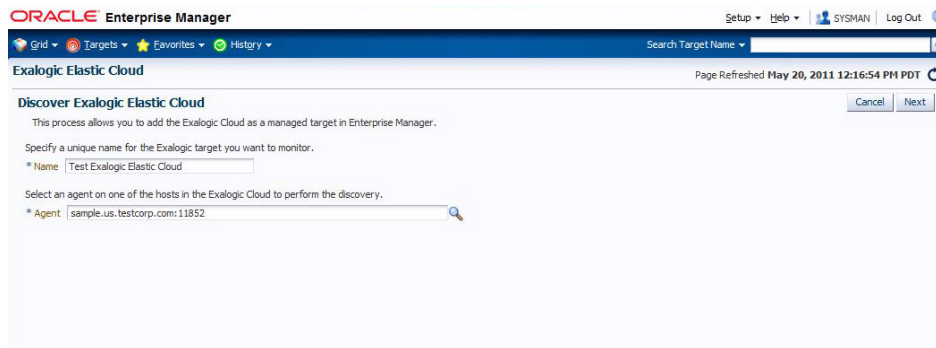 ORACLE Enterprise Manager
Setup Help SYSMAN Log Out
Grid Targets Favorites History
Search Target Name
Exalogic Elastic Cloud
Page Refreshed May 20, 2011 12:16:54 PM PDT
Discover Exalogic Elastic Cloud
Cancel Next
This process allows you to add the Exalogic Cloud as a managed target in Enterprise Manager.
Specify a unique name for the Exalogic target you want to monitor.
* Name Test Exalogic Elastic Cloud
Select an agent on one of the hosts in the Exalogic Cloud to perform the discovery.
* Agent sample.us.testcorp.com:11852